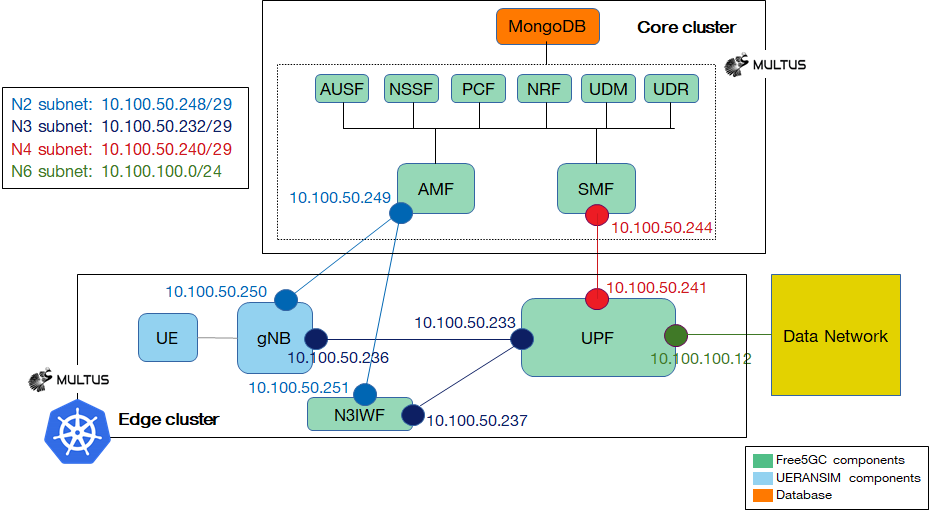 MongoDB
Core cluster
MULTUS
AUSF
NSSF
PCF
NRF
UDM
UDR
N2 subnet: 10.100.50.248/29
N3 subnet: 10.100.50.232/29
N4 subnet: 10.100.50.240/29
N6 subnet: 10.100.100.0/24
AMF
SMF
10.100.50.249
10.100.50.244
10.100.50.250
10.100.50.241
UE
gNB
10.100.50.233
UPF
Data Network
10.100.50.236
10.100.100.12
MULTUS
10.100.50.251
N3IWF
10.100.50.237
Edge cluster
Free5GC components
UERANSIM components
Database